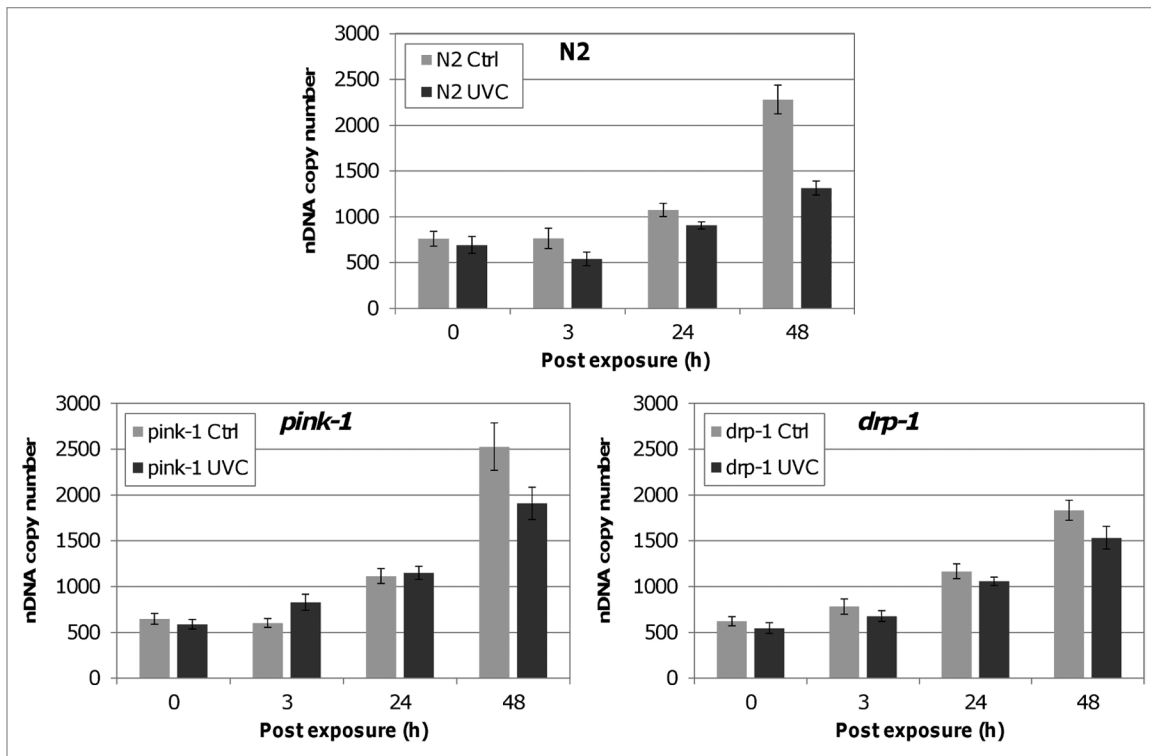 N2
N2 Ctrl
N2 UVC
nDNA copy number
3000
2500
2000
1500
1000
500
0
0 3 24 48
Post exposure (h)
pink-1
pink-1 Ctrl
pink-1 UVC
nDNA copy number
3000
2500
2000
1500
1000
500
0
0 3 24 48
Post exposure (h)
drp-1
drp-1 Ctrl
drp-1 UVC
nDNA copy number
3000
2500
2000
1500
1000
500
0
0 3 24 48
Post exposure (h)